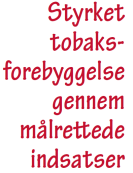 Styrket
tobaks-
forebyggelse
gennem
målrettede
indsatser